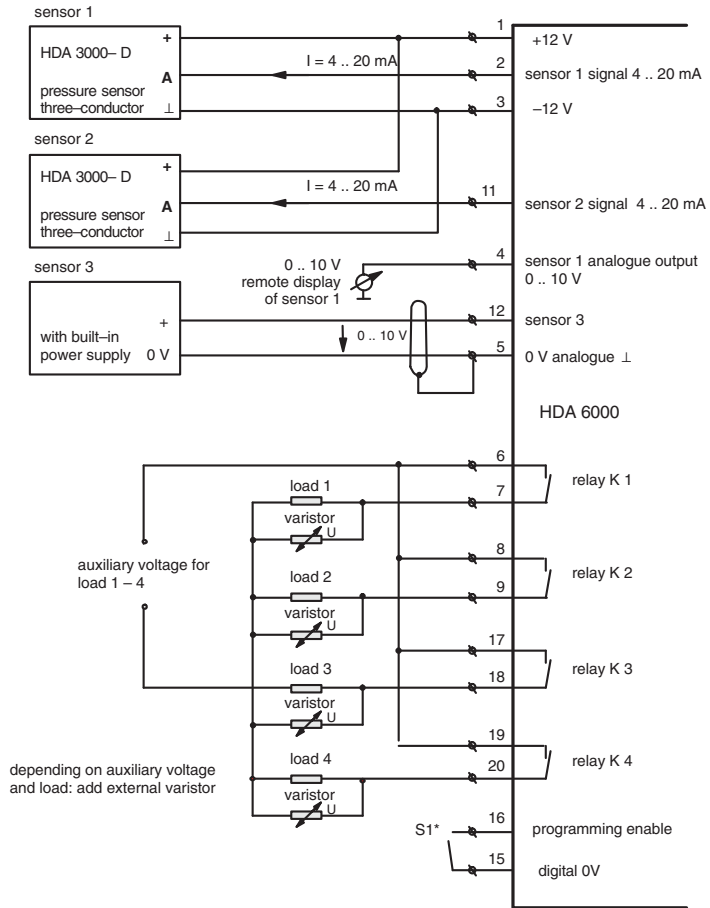 sensor 1
HDA 3000– D
pressure sensor
three–conductor
+
A
⊥
I = 4 .. 20 mA
1
+12 V
2
sensor 1 signal 4 .. 20 mA
3
–12 V
sensor 2
HDA 3000– D
pressure sensor
three–conductor
+
A
⊥
I = 4 .. 20 mA
11
sensor 2 signal 4 .. 20 mA
sensor 3
with built–in
power supply
+
0 V
0 .. 10 V
remote display
of sensor 1
4
sensor 1 analogue output
0 .. 10 V
12
sensor 3
0 .. 10 V
5
0 V analogue ⊥
HDA 6000
6
relay K 1
load 1
7
varistor
U
auxiliary voltage for
load 1 – 4
8
relay K 2
load 2
9
varistor
U
17
relay K 3
load 3
18
varistor
U
19
relay K 4
load 4
20
varistor
U
depending on auxiliary voltage
and load: add external varistor
S1*
16
programming enable
15
digital 0V